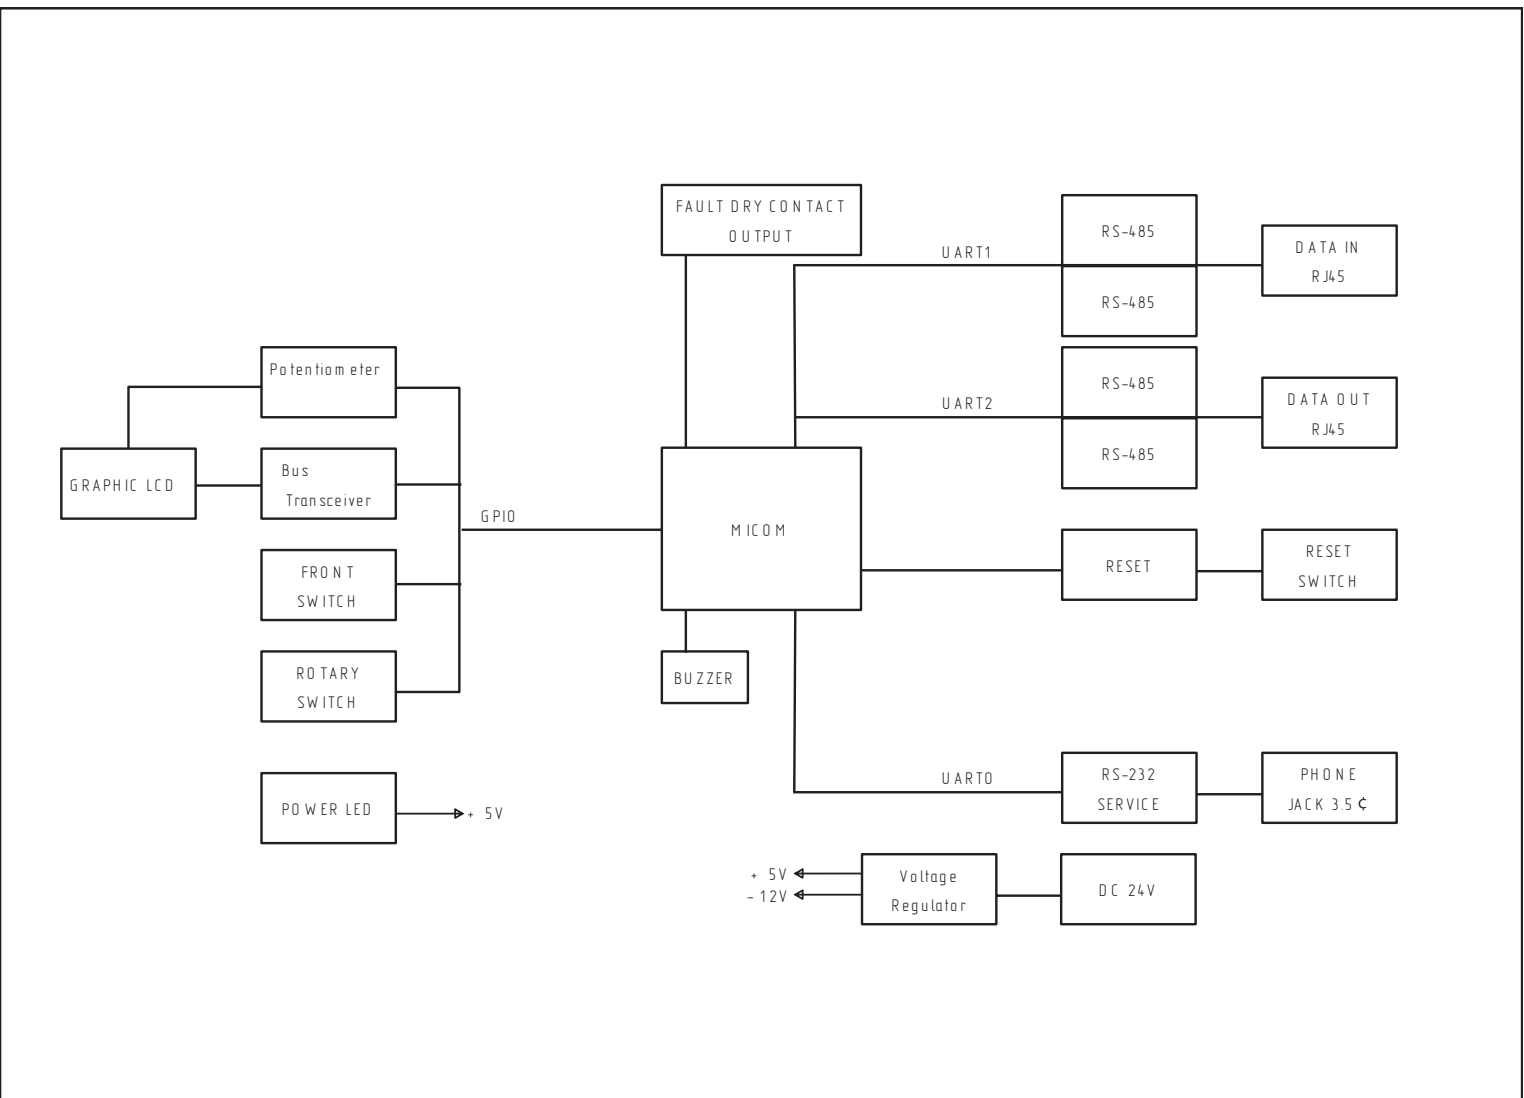 FAULT DRY CONTACT
OUTPUT
UART1
RS-485
RS-485
DATA IN
RJ45
UART2
RS-485
RS-485
DATA OUT
RJ45
Potentiometer
GRAPHIC LCD
Bus
Transceiver
GPIO
MICOM
FRONT
SWITCH
RESET
RESET
SWITCH
ROTARY
SWITCH
BUZZER
POWER LED
+ 5V
UART0
RS-232
SERVICE
PHONE
JACK 3.5 ¢
+ 5V
- 12V
Voltage
Regulator
DC 24V